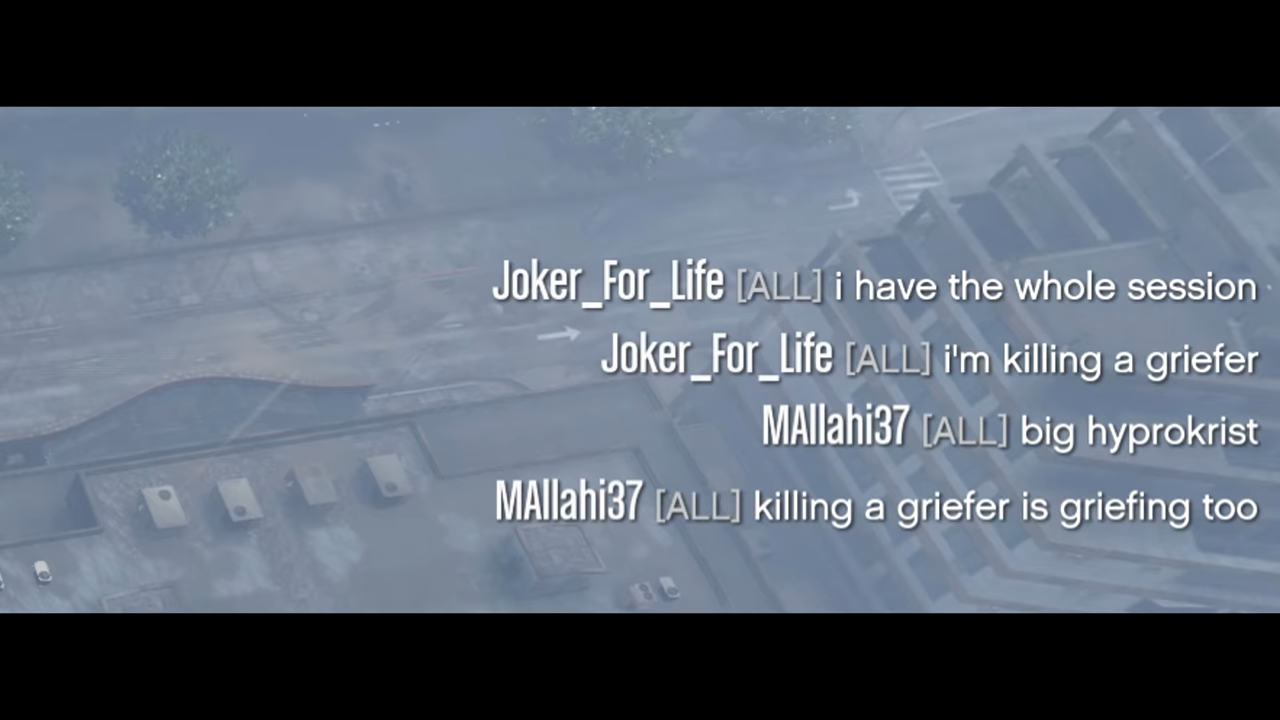 Joker_For_Life [ALL] i have the whole session
Joker_For_Life [ALL] i'm killing a griefer
MAllahi37 [ALL] big hyprokrist
MAllahi37 [ALL] killing a griefer is griefing too